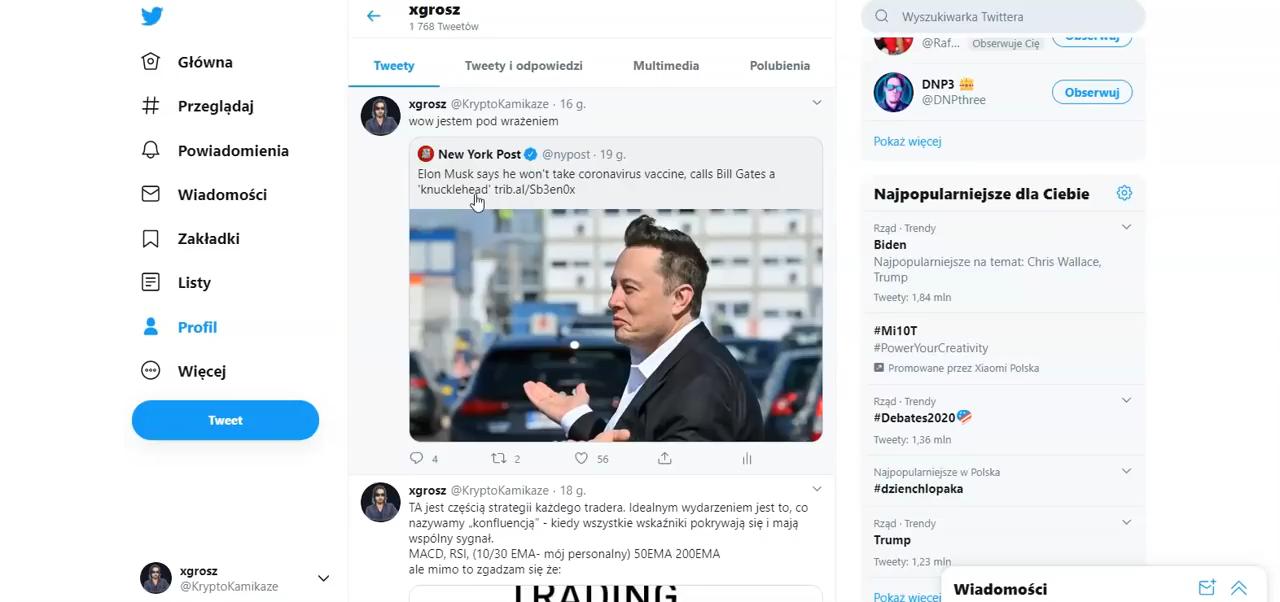 Główna
Przeglądaj
Powiadomienia
Wiadomości
Zakładki
Listy
Profil
Więcej
Tweet
xgrosz
@KryptoKamikaze
xgrosz
1 768 Tweetów
Tweety
Tweety i odpowiedzi
Multimedia
Polubienia
xgrosz @KryptoKamikaze · 16 g.
wow jestem pod wrażeniem
New York Post @nypost · 19 g.
Elon Musk says he won't take coronavirus vaccine, calls Bill Gates a
'knucklehead' trib.al/Sb3en0x
4
2
56
xgrosz @KryptoKamikaze · 18 g.
TA jest częścią strategii każdego tradera. Idealnym wydarzeniem jest to, co
nazywamy „konfluencją” - kiedy wszystkie wskaźniki pokrywają się i mają
wspólny sygnał.
MACD, RSI, (10/30 EMA- mój personalny) 50EMA 200EMA
ale mimo to zgadzam się że:
TRADING
Wyszukiwarka Twittera
@Raf... Obserwuje Cię
Obserwuj
DNP3
@DNPthree
Obserwuj
Pokaż więcej
Najpopularniejsze dla Ciebie
Rząd · Trendy
Biden
Najpopularniejsze na temat: Chris Wallace,
Trump
Tweety: 1,84 mln
#Mi10T
#PowerYourCreativity
Promowane przez Xiaomi Polska
Rząd · Trendy
#Debates2020
Tweety: 1,36 mln
Najpopularniejsze w Polska
#dzienchlopaka
Rząd · Trendy
Trump
Tweety: 1,23 mln
Pokaż więcej
Wiadomości